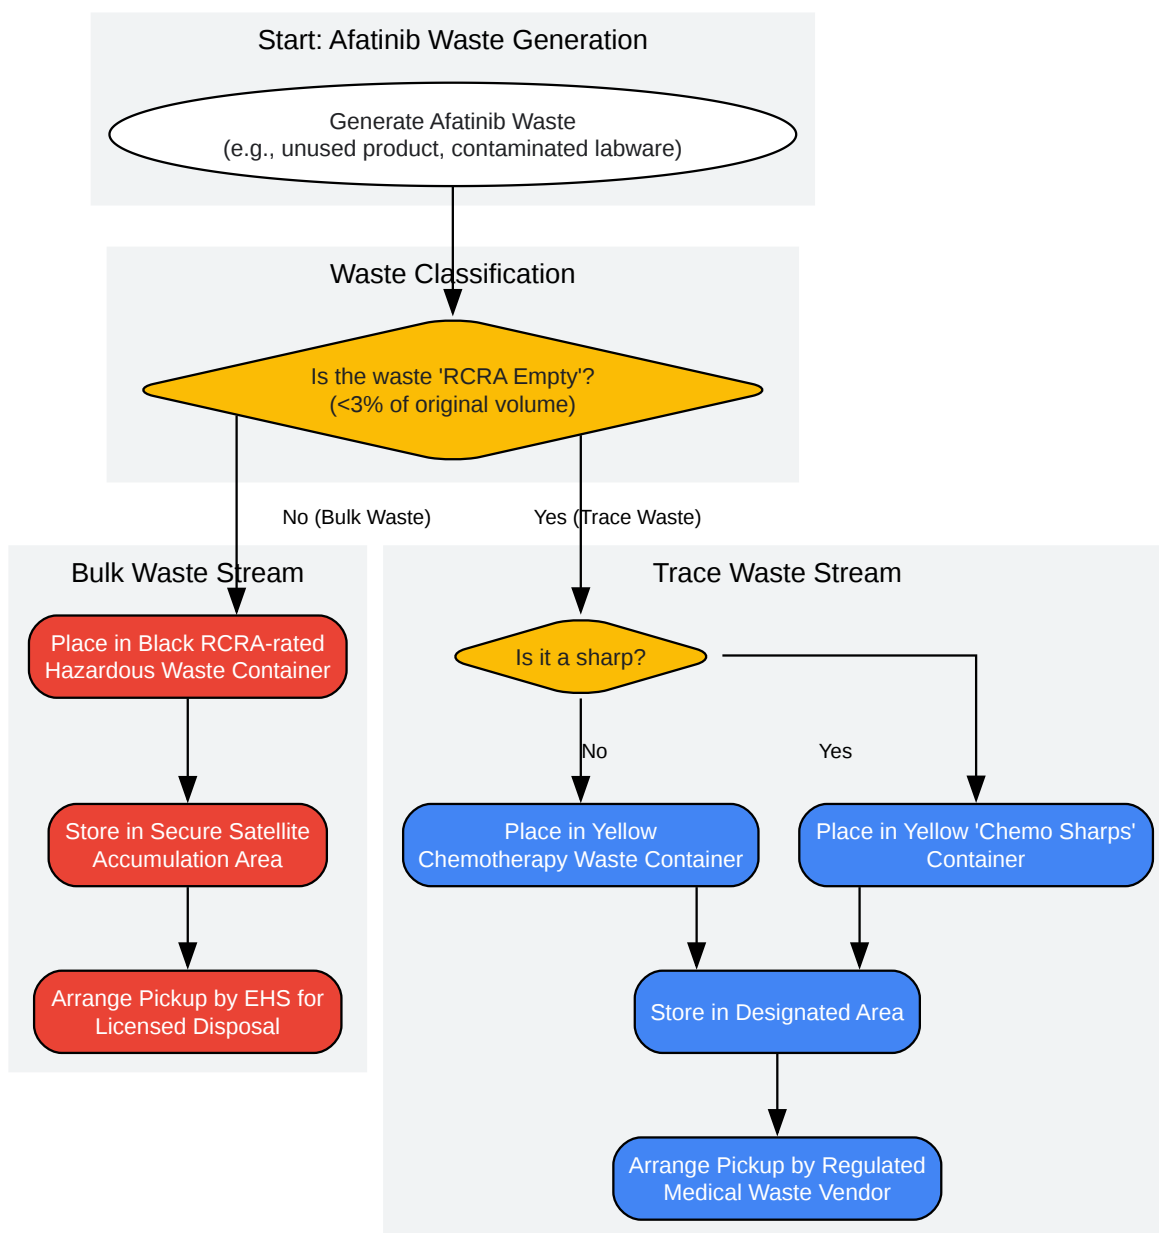 Start: Afatinib Waste Generation
Generate Afatinib Waste
(e.g., unused product, contaminated labware)
Waste Classification
Is the waste 'RCRA Empty'?
(<3% of original volume)
No (Bulk Waste)
Yes (Trace Waste)
Bulk Waste Stream
Place in Black RCRA-rated
Hazardous Waste Container
Store in Secure Satellite
Accumulation Area
Arrange Pickup by EHS for
Licensed Disposal
Trace Waste Stream
Is it a sharp?
No
Yes
Place in Yellow
Chemotherapy Waste Container
Place in Yellow 'Chemo Sharps'
Container
Store in Designated Area
Arrange Pickup by Regulated
Medical Waste Vendor